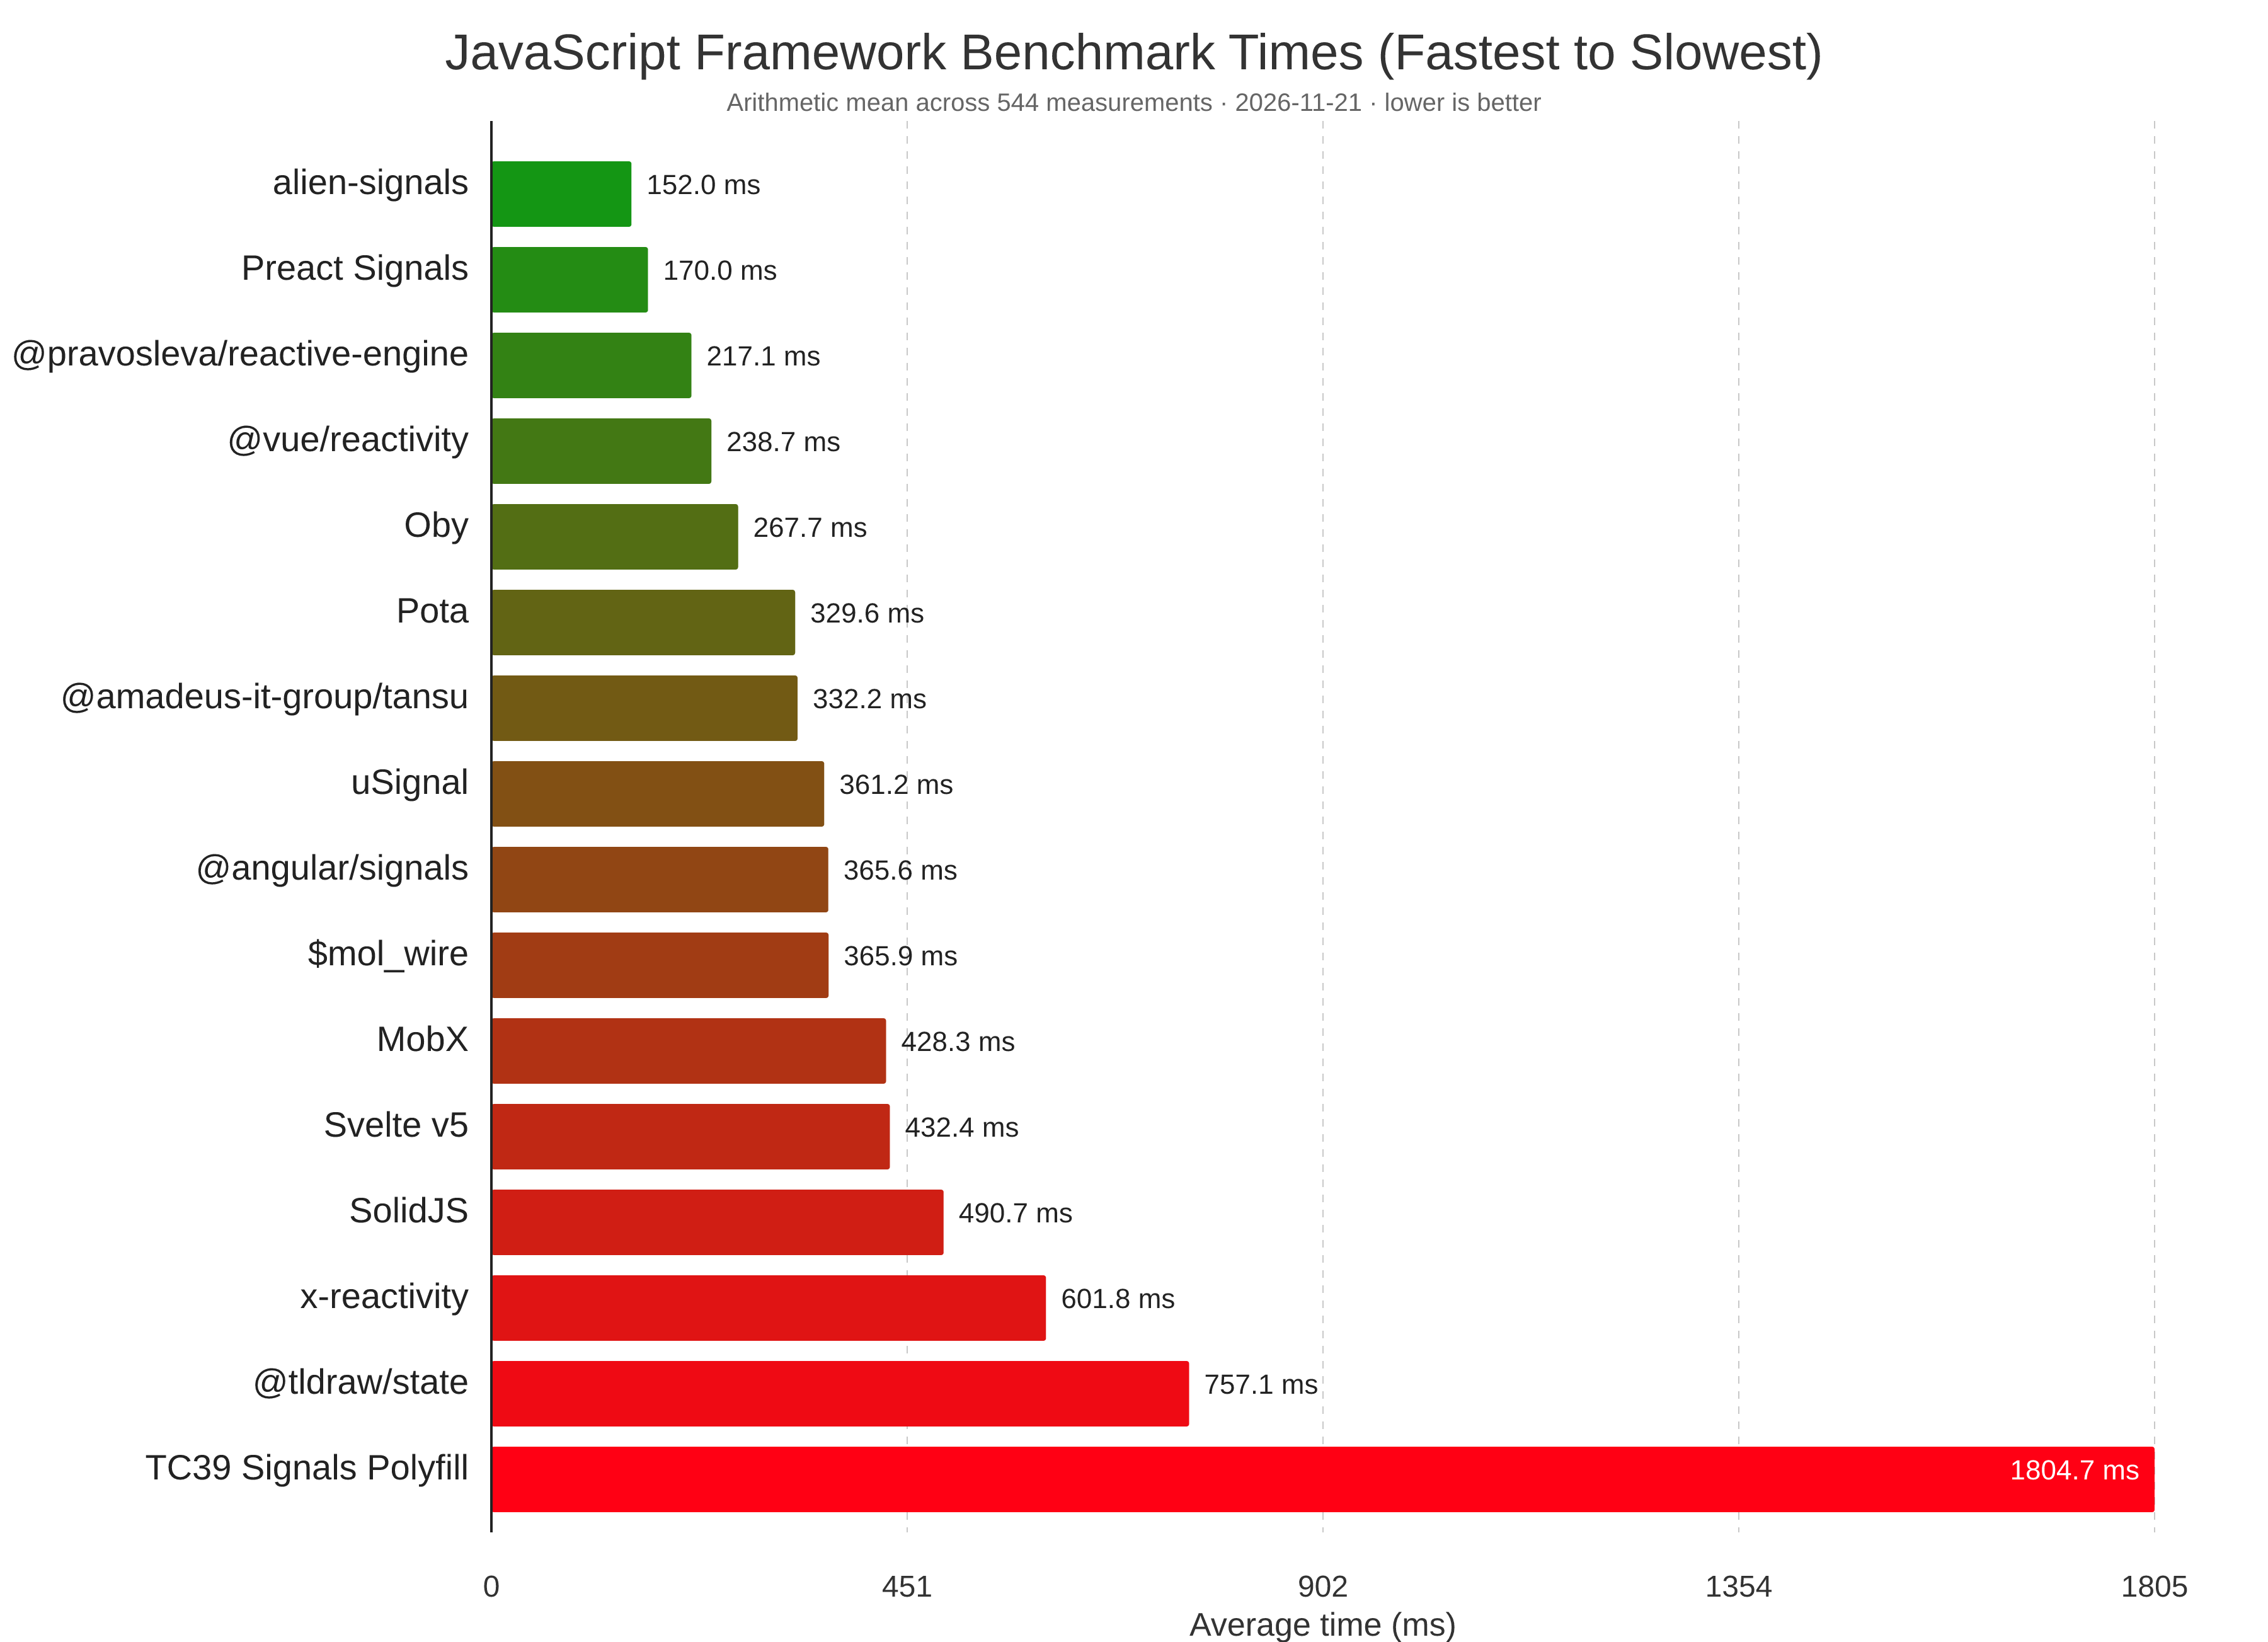 JavaScript Framework Benchmark Times (Fastest to Slowest)
Arithmetic mean across 544 measurements · 2026-11-21 · lower is better
alien-signals 152.0 ms
Preact Signals 170.0 ms
@pravosleva/reactive-engine 217.1 ms
@vue/reactivity 238.7 ms
Oby 267.7 ms
Pota 329.6 ms
@amadeus-it-group/tansu 332.2 ms
uSignal 361.2 ms
@angular/signals 365.6 ms
$mol_wire 365.9 ms
MobX 428.3 ms
Svelte v5 432.4 ms
SolidJS 490.7 ms
x-reactivity 601.8 ms
@tldraw/state 757.1 ms
TC39 Signals Polyfill 1804.7 ms
0 451 902 1354 1805
Average time (ms)